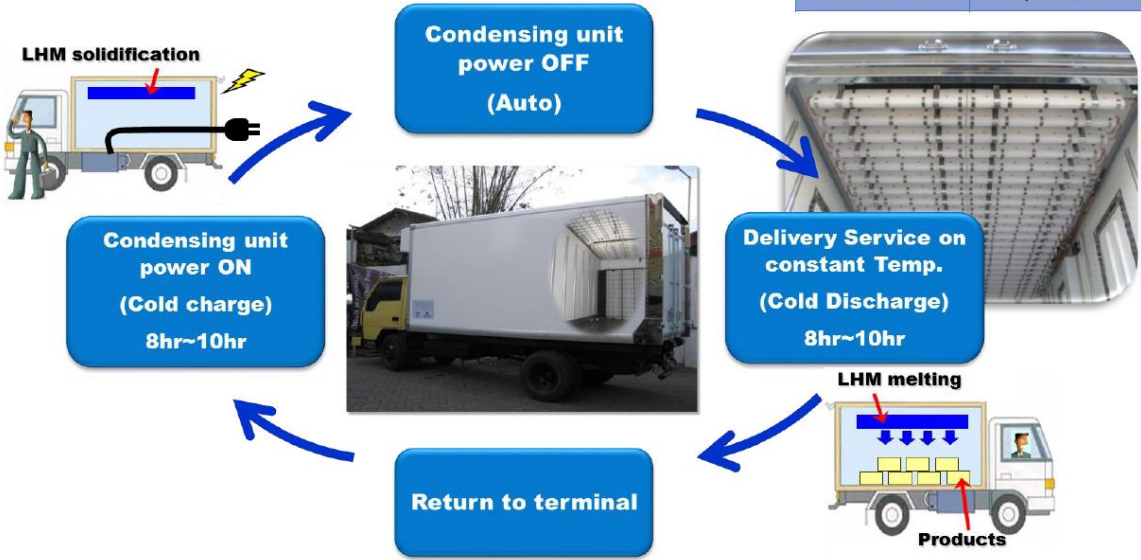 LHM solidification
Condensing unit
power OFF
(Auto)
Condensing unit
power ON
(Cold charge)
8hr~10hr
Delivery Service on
constant Temp.
(Cold Discharge)
8hr~10hr
LHM melting
Products
Return to terminal